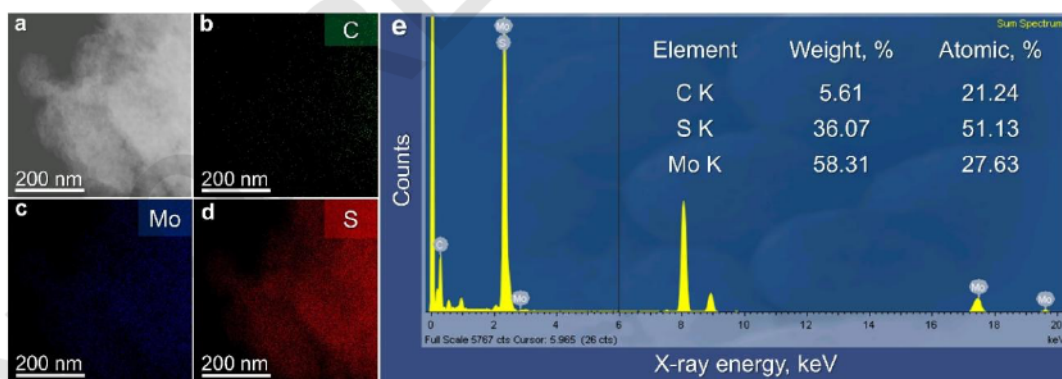 a
200 nm
b
C
200 nm
c
Mo
200 nm
d
S
200 nm
e
Sum Spectrum
Mo
S
Element Weight, % Atomic, %
C K 5.61 21.24
S K 36.07 51.13
Mo K 58.31 27.63
Counts
C
Mo
Mo
Mo
0 2 4 6 8 10 12 14 16 18 20
Full Scale 5767 cts Cursor: 5.965 (26 cts) keV
X-ray energy, keV